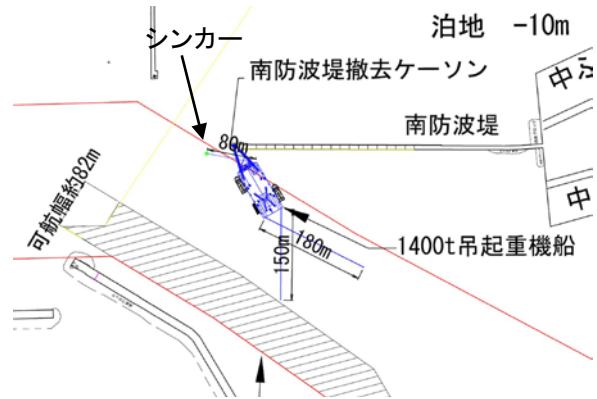 泊地 -10m
シンカー
南防波堤撤去ケーソン
中ふ
南防波堤
80m
中
可航幅約82m
1400t吊起重機船
150m
180m